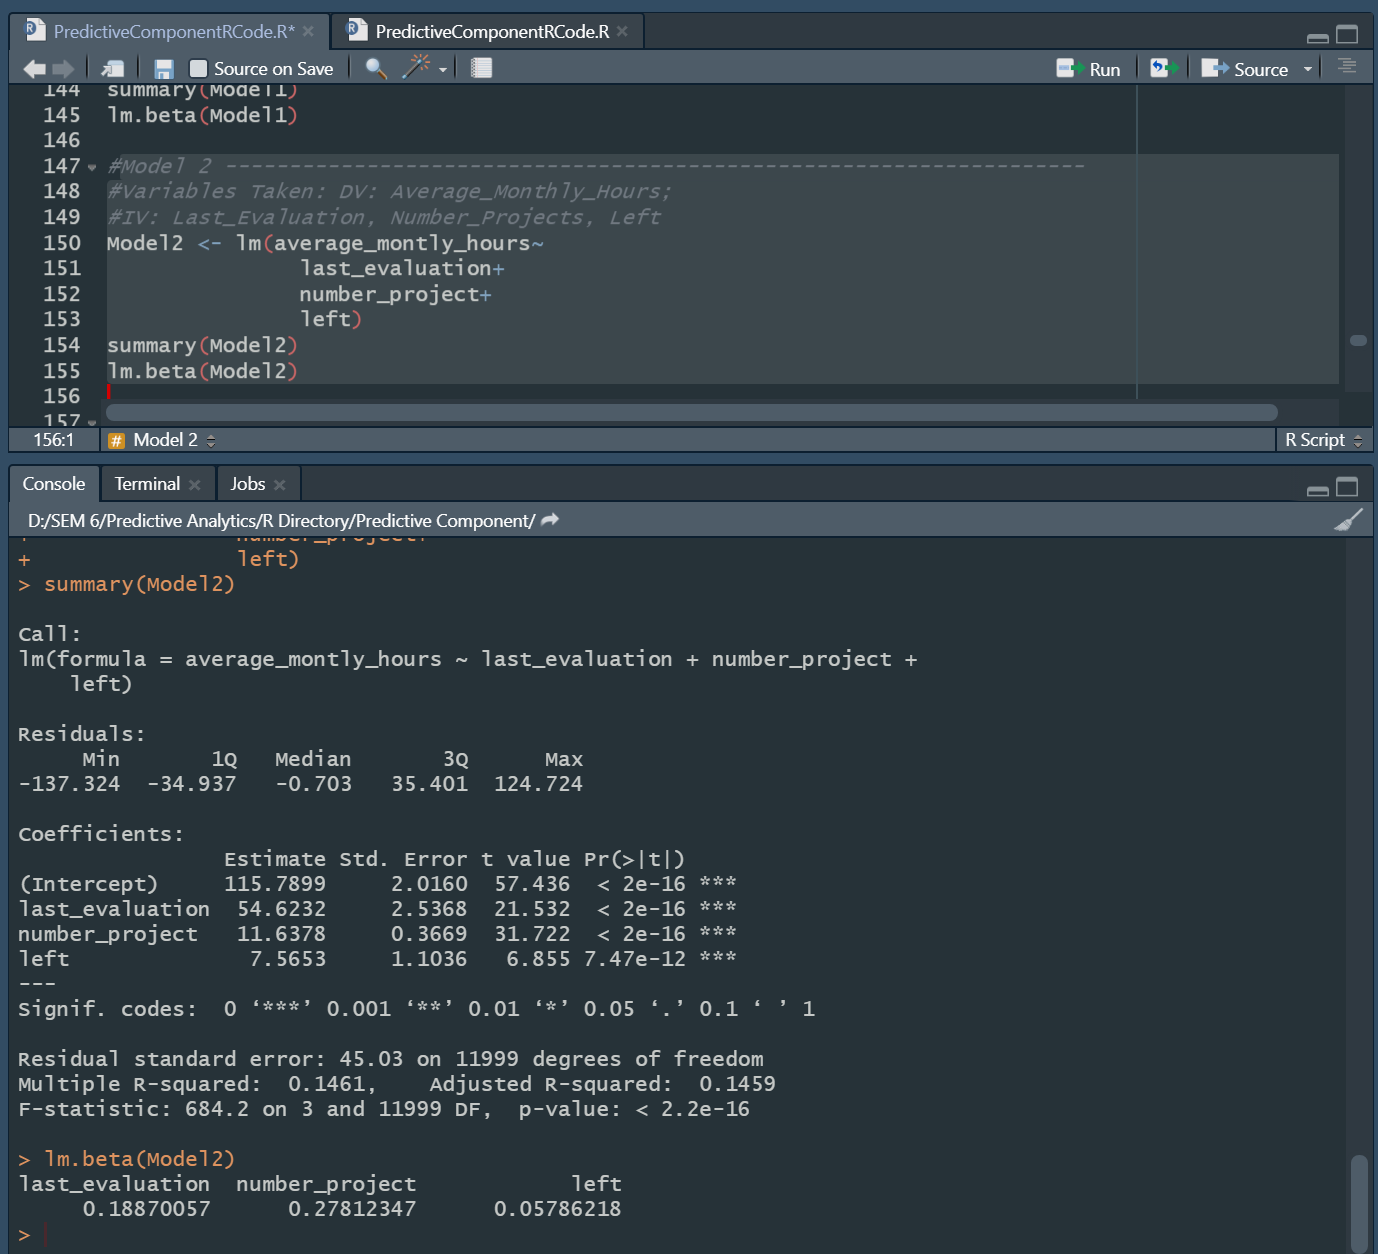 PredictiveComponentRCode.R* PredictiveComponentRCode.R
Source on Save Run Source
144 summary(Model1)
145 lm.beta(Model1)
146
147 #Model 2 -------------------------------------------------------------------
148 #Variables Taken: DV: Average_Monthly_Hours;
149 #IV: Last_Evaluation, Number_Projects, Left
150 Model2 <- lm(average_montly_hours~
151 last_evaluation+
152 number_project+
153 left)
154 summary(Model2)
155 lm.beta(Model2)
156
157
156:1 # Model 2 R Script
Console Terminal Jobs
D:/SEM 6/Predictive Analytics/R Directory/Predictive Component/
+ number_project+
+ left)
> summary(Model2)
Call:
lm(formula = average_montly_hours ~ last_evaluation + number_project +
left)
Residuals:
Min 1Q Median 3Q Max
-137.324 -34.937 -0.703 35.401 124.724
Coefficients:
Estimate Std. Error t value Pr(>|t|)
(Intercept) 115.7899 2.0160 57.436 < 2e-16 ***
last_evaluation 54.6232 2.5368 21.532 < 2e-16 ***
number_project 11.6378 0.3669 31.722 < 2e-16 ***
left 7.5653 1.1036 6.855 7.47e-12 ***
---
Signif. codes: 0 ‘***’ 0.001 ‘**’ 0.01 ‘*’ 0.05 ‘.’ 0.1 ‘ ’ 1
Residual standard error: 45.03 on 11999 degrees of freedom
Multiple R-squared: 0.1461, Adjusted R-squared: 0.1459
F-statistic: 684.2 on 3 and 11999 DF, p-value: < 2.2e-16
> lm.beta(Model2)
last_evaluation number_project left
0.18870057 0.27812347 0.05786218
>